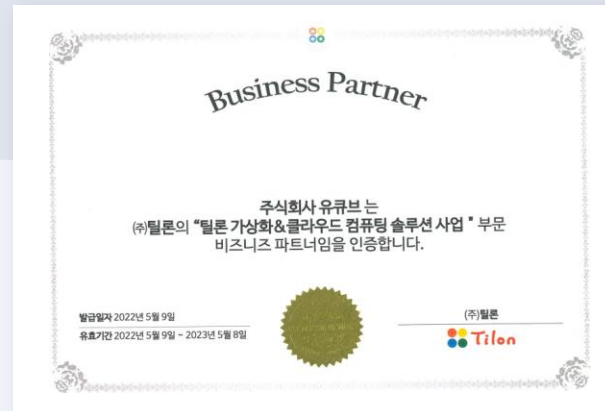 Business Partner
주식회사 유큐브 는
㈜틸론의 "틸론 가상화&클라우드 컴퓨팅 솔루션 사업 " 부문
비즈니즈 파트너임을 인증합니다.
발급일자 2022년 5월 9일
유효기간 2022년 5월 9일 ~ 2023년 5월 8일
(주)틸론
Tilon